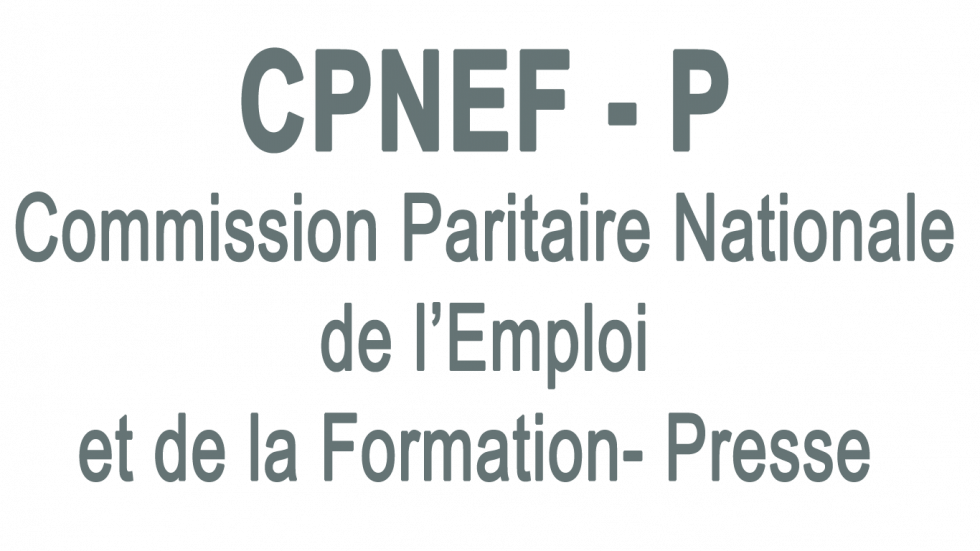 CPNEF - P
Commission Paritaire Nationale
de l’Emploi
et de la Formation- Presse